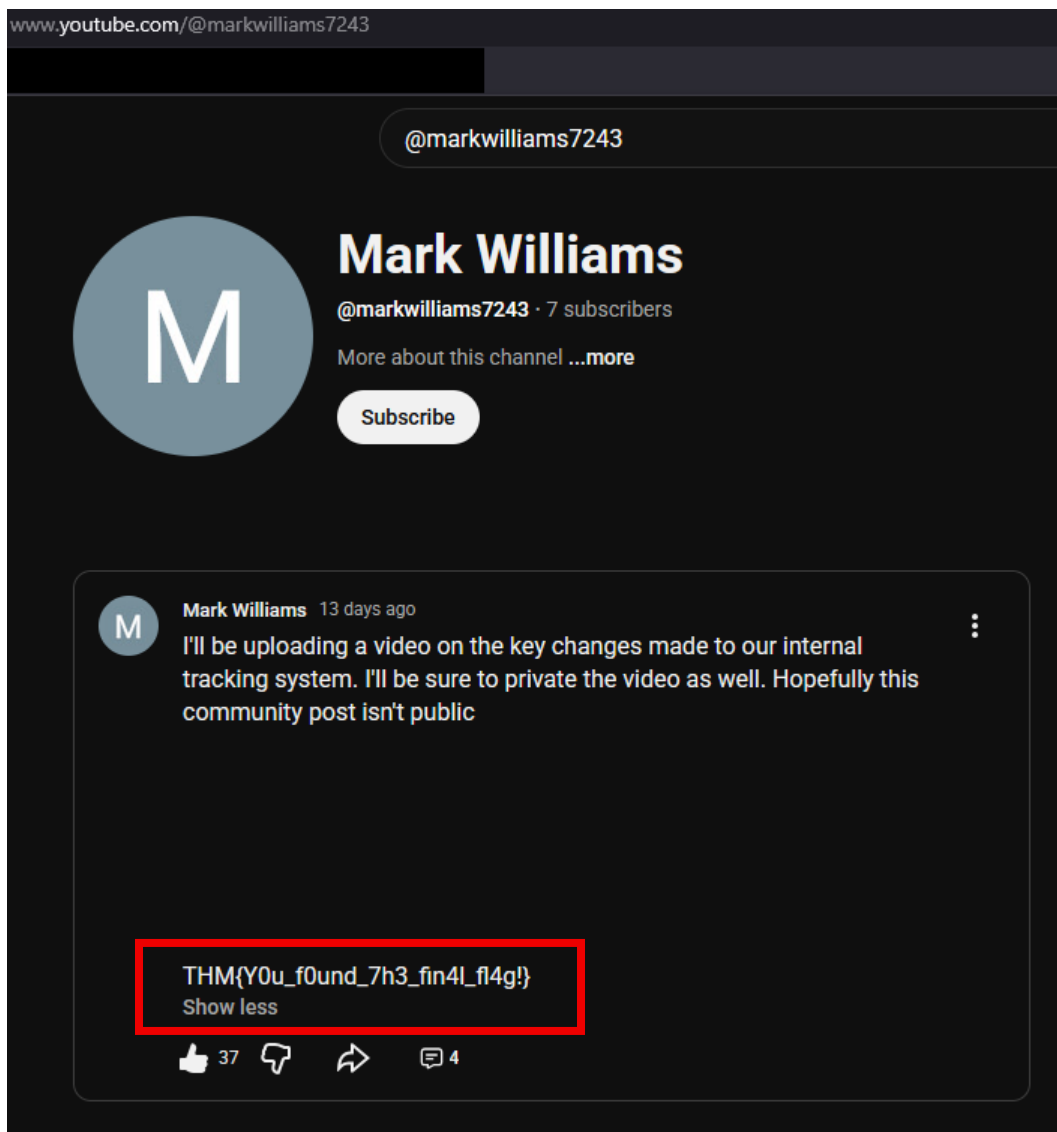 www.youtube.com/@markwilliams7243
@markwilliams7243
M
Mark Williams
@markwilliams7243 · 7 subscribers
More about this channel ...more
Subscribe
M
Mark Williams 13 days ago
I'll be uploading a video on the key changes made to our internal
tracking system. I'll be sure to private the video as well. Hopefully this
community post isn't public
THM{Y0u_f0und_7h3_fin4l_fl4g!}
Show less
37 4